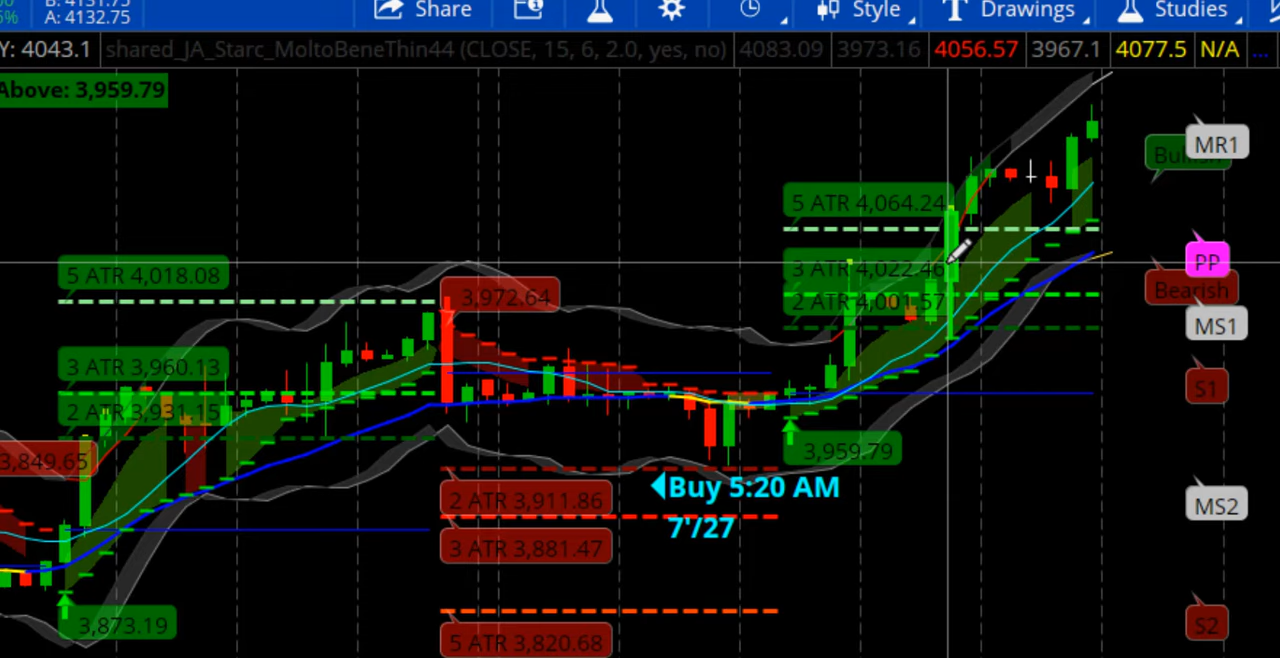 B: 4131.75
5% A: 4132.75
Share
Style
Drawings
Studies
Y: 4043.1 shared_JA_Starc_MoltoBeneThin44 (CLOSE, 15, 6, 2.0, yes, no) 4083.09 3973.16 4056.57 3967.1 4077.5 N/A ...
Above: 3,959.79
MR1
5 ATR 4,064.24
PP
5 ATR 4,018.08
3 ATR 4,022.46
Bearish
3,972.64
2 ATR 4,001.57
MS1
3 ATR 3,960.13
S1
2 ATR 3,931.15
3,849.65
3,959.79
Buy 5:20 AM
7'/27
2 ATR 3,911.86
MS2
3 ATR 3,881.47
3,873.19
S2
5 ATR 3,820.68